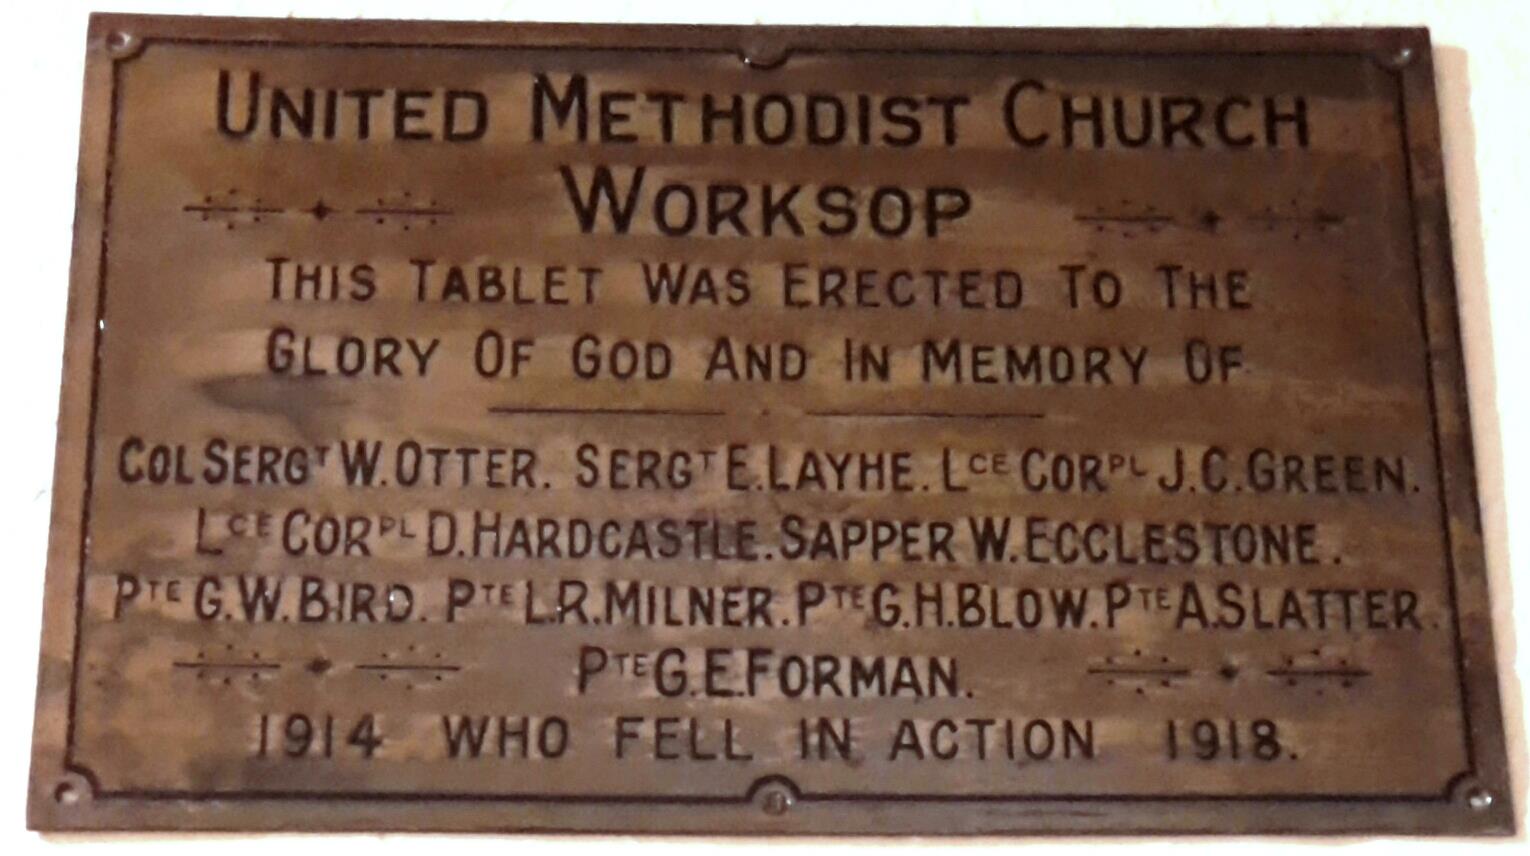 UNITED METHODIST CHURCH
WORKSOP
THIS TABLET WAS ERECTED TO THE
GLORY OF GOD AND IN MEMORY OF
COL SERGT W. OTTER. SERGT E. LAYHE. LCE CORPL J.C. GREEN.
LCE CORPL D. HARDCASTLE. SAPPER W. ECCLESTONE.
PTE G.W. BIRD. PTE L.R. MILNER. PTE G.H. BLOW. PTE A. SLATTER.
PTE G.E. FORMAN.
1914 WHO FELL IN ACTION 1918.